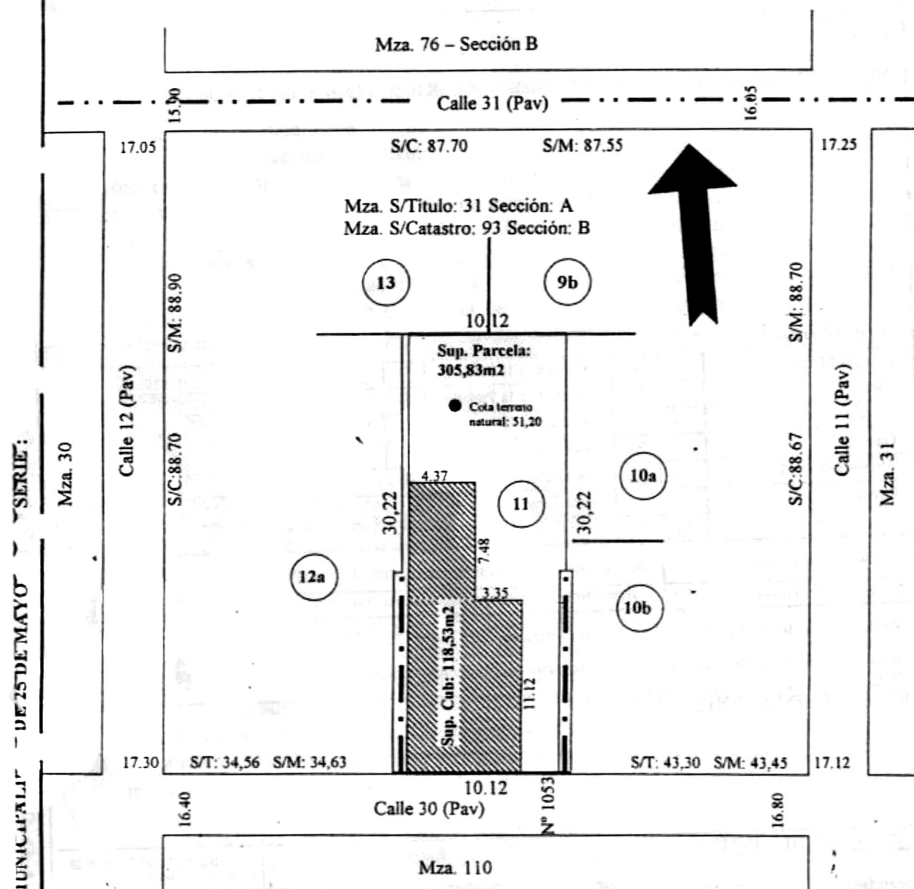 Mza. 76 – Sección B
15.90
Calle 31 (Pav)
16.05
17.05
S/C: 87.70
S/M: 87.55
17.25
Mza. S/Título: 31 Sección: A
Mza. S/Catastro: 93 Sección: B
13
9b
S/M: 88.90
S/M: 88.70
10.12
Sup. Parcela:
305,83m2
Cota terreno
natural: 51,20
Calle 12 (Pav)
Calle 11 (Pav)
Mza. 30
S/C:88.70
4.37
30,22
11
30,22
10a
S/C:88.67
Mza. 31
SERIE:
7.48
12a
3.35
10b
Sup. Cub: 118,53m2
11.12
DE 25 DE MAYO
17.30
S/T: 34,56
S/M: 34,63
S/T: 43,30
S/M: 43,45
17.12
16.40
10.12
Calle 30 (Pav)
Nº 1053
16.80
Mza. 110